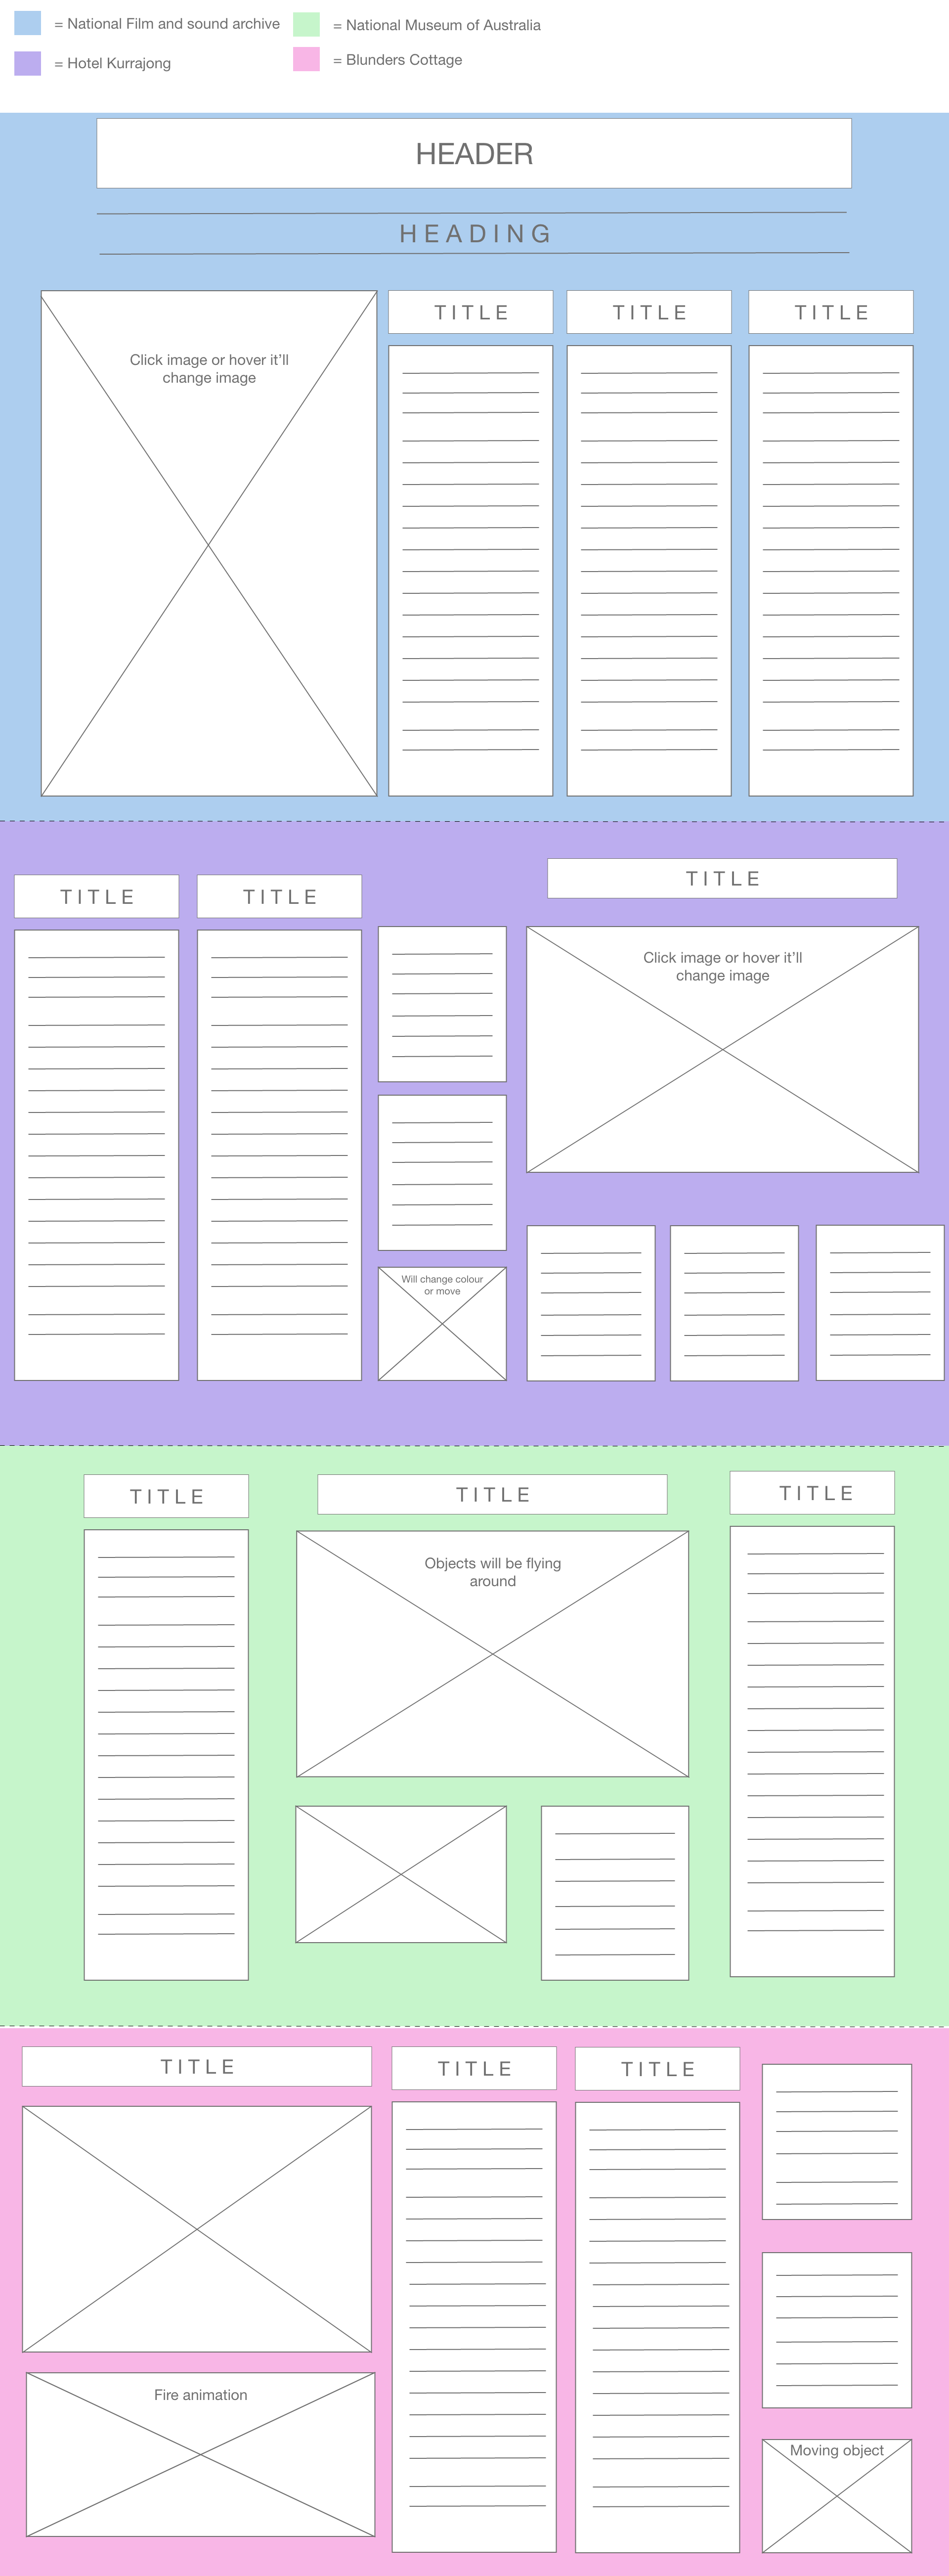 = National Film and sound archive
= National Museum of Australia
= Hotel Kurrajong
= Blunders Cottage
HEADER
HEADING
TITLE
TITLE
TITLE
Click image or hover it’ll
change image
TITLE
TITLE
TITLE
Click image or hover it’ll
change image
Will change colour
or move
TITLE
TITLE
TITLE
Objects will be flying
around
TITLE
TITLE
TITLE
Fire animation
Moving object